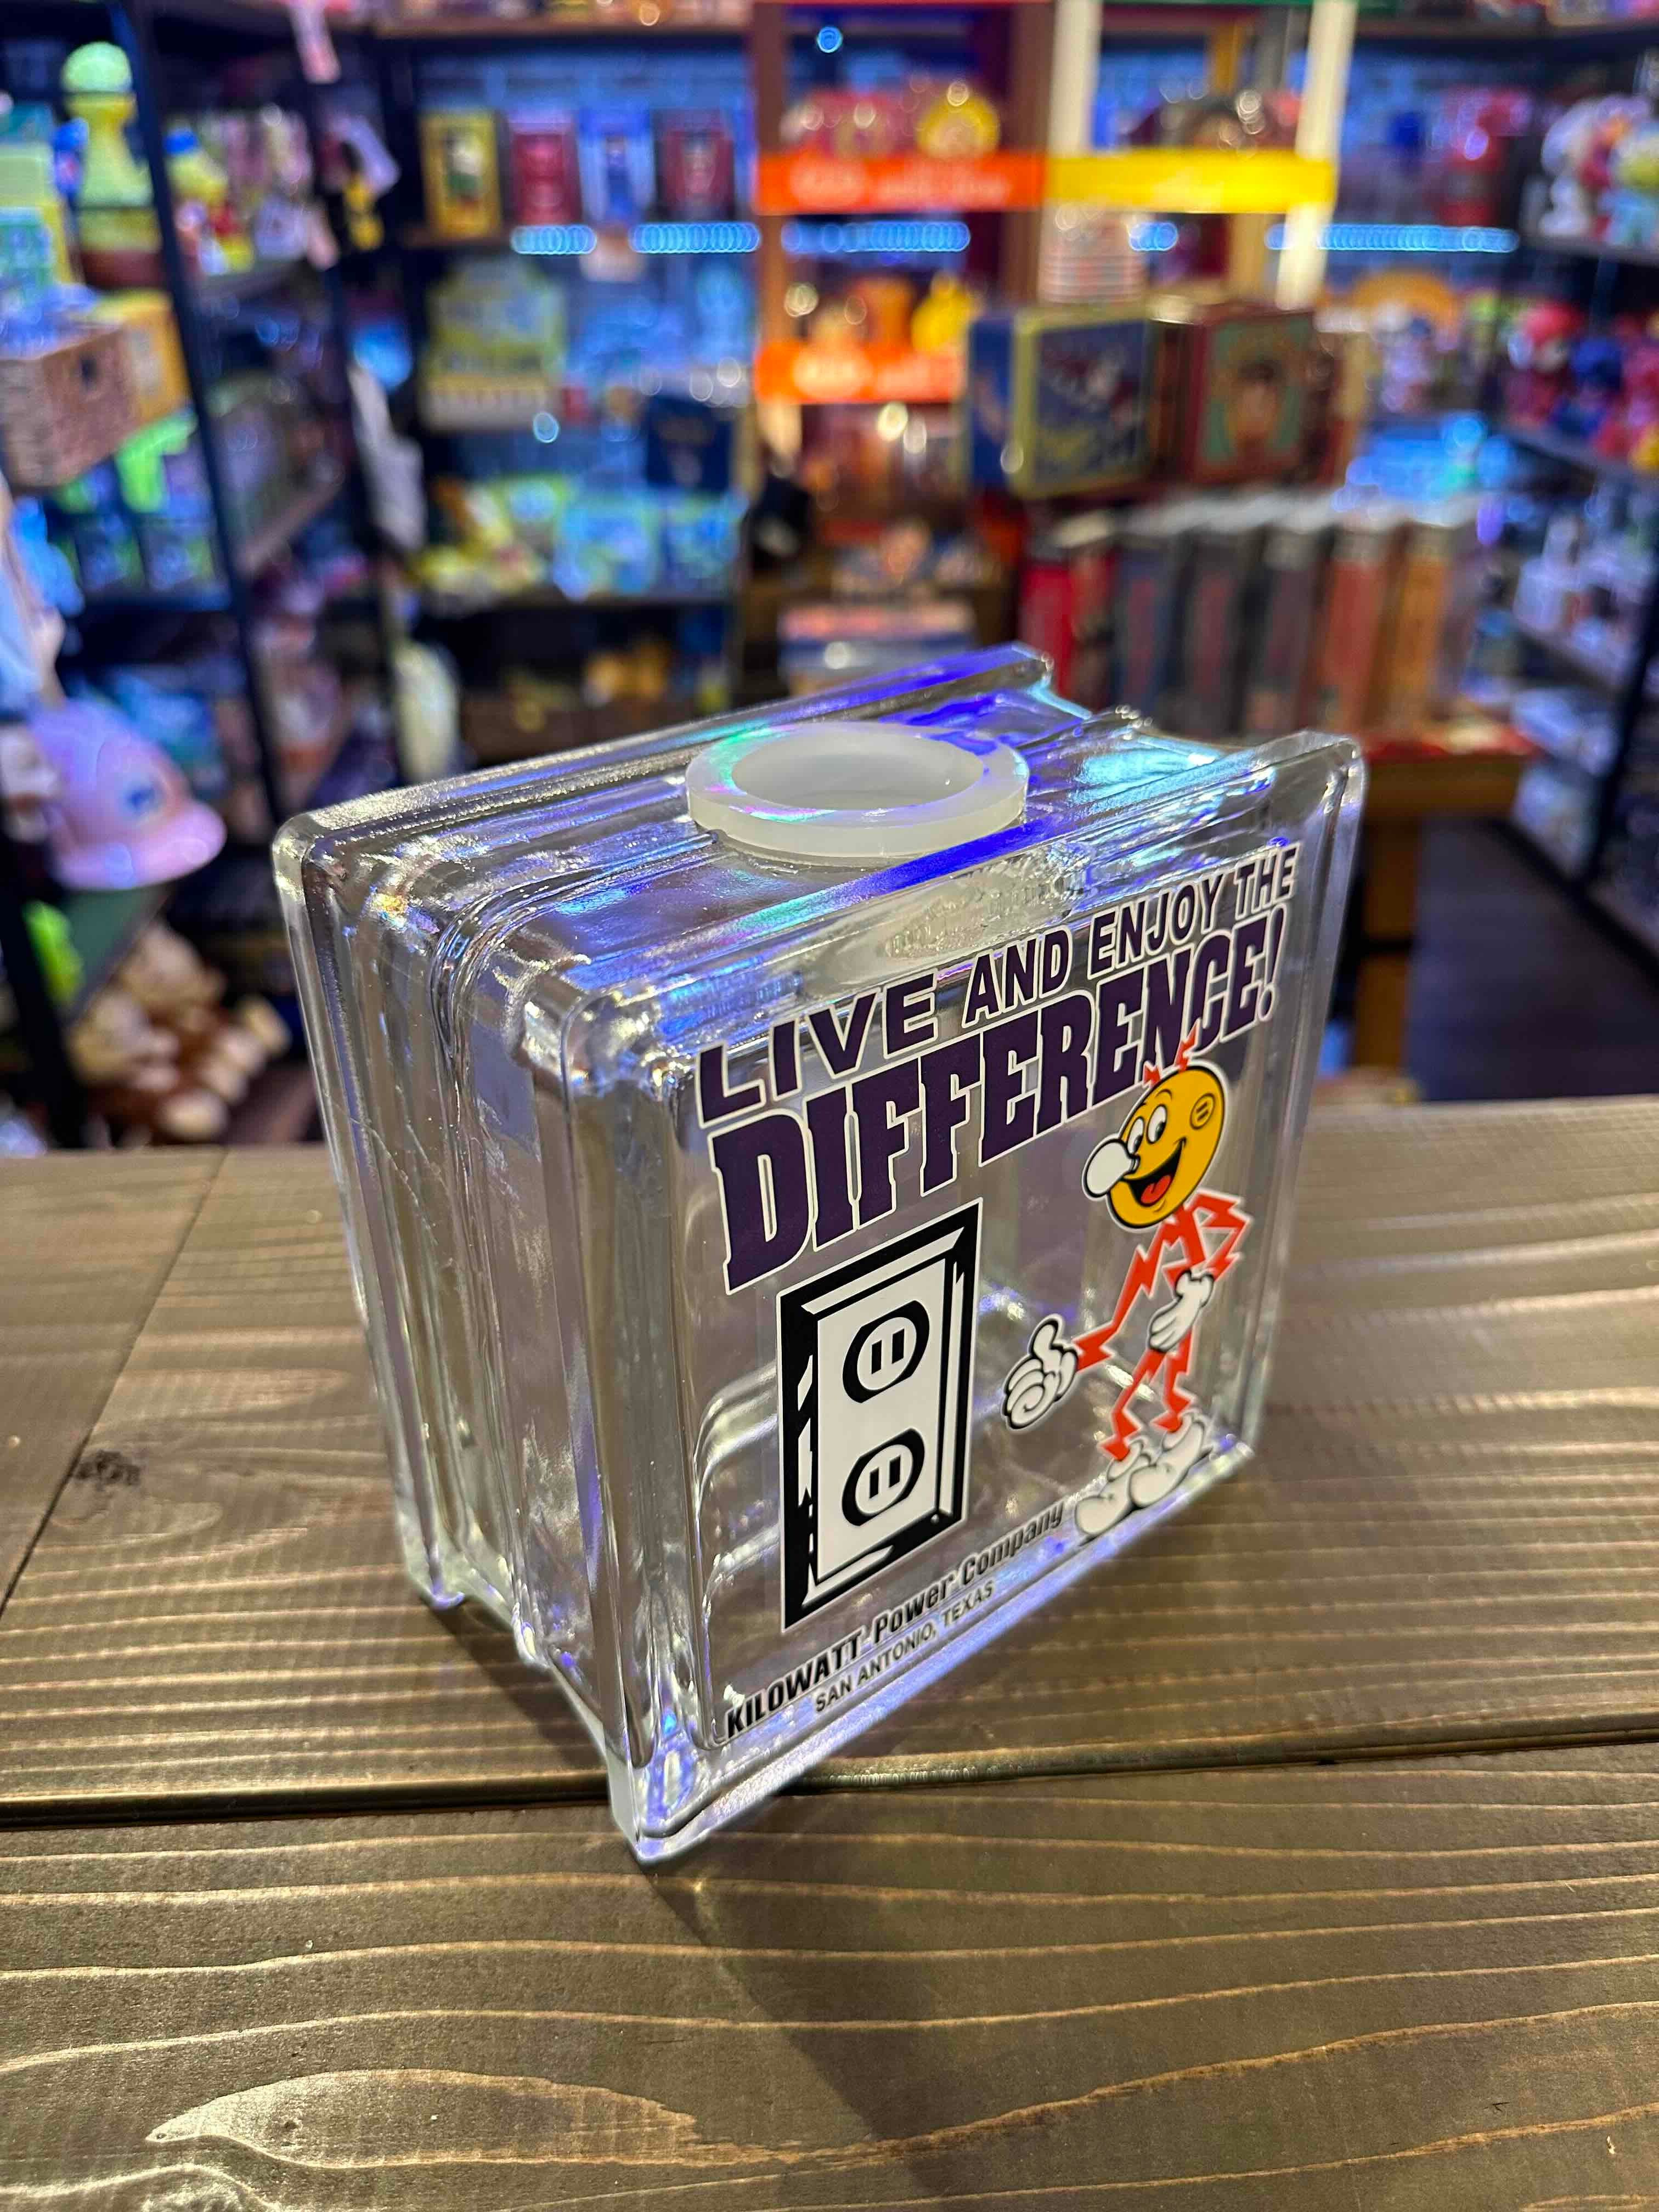 LIVE AND ENJOY THE
DIFFERENCE!
KILOWATT Power Company
SAN ANTONIO, TEXAS